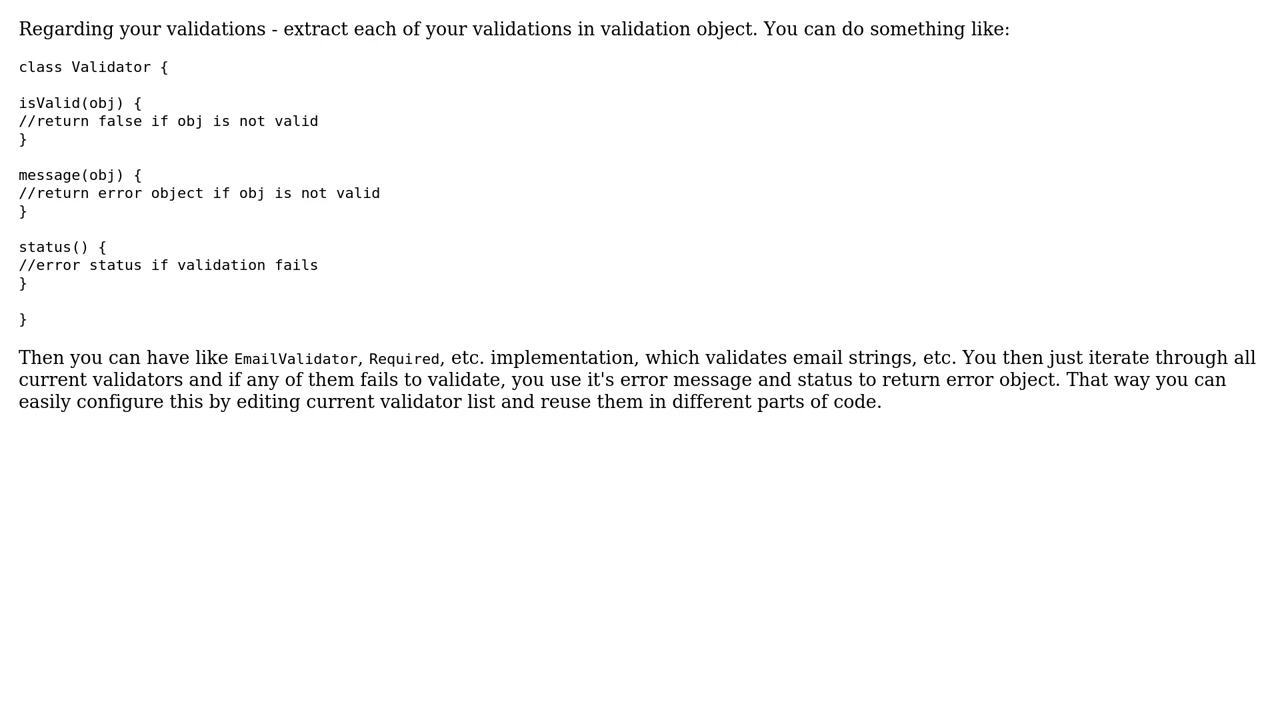 Regarding your validations - extract each of your validations in validation object. You can do something like:
class Validator {
isValid(obj) {
//return false if obj is not valid
}
message(obj) {
//return error object if obj is not valid
}
status() {
//error status if validation fails
}
}
Then you can have like EmailValidator, Required, etc. implementation, which validates email strings, etc. You then just iterate through all
current validators and if any of them fails to validate, you use it's error message and status to return error object. That way you can
easily configure this by editing current validator list and reuse them in different parts of code.